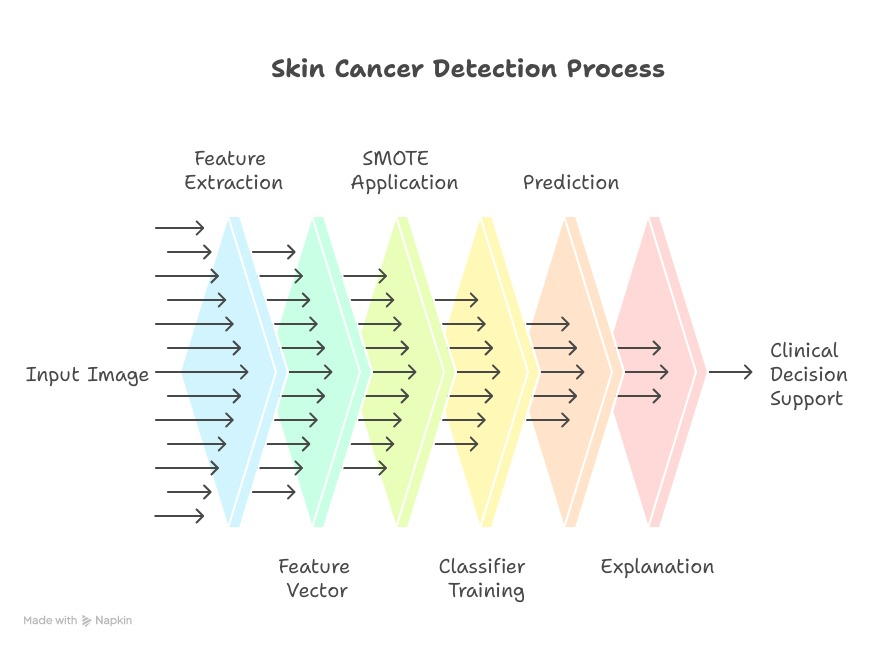 Skin Cancer Detection Process
Feature
Extraction
SMOTE
Application
Prediction
Input Image
Clinical
Decision
Support
Feature
Vector
Classifier
Training
Explanation
Made with Napkin